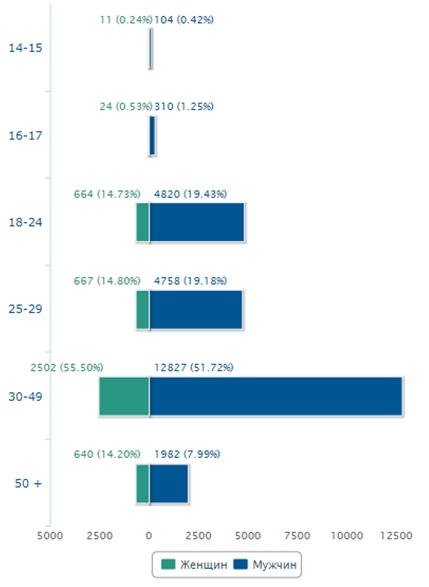 11 (0.24%) 104 (0.42%)
14-15
24 (0.53%) 310 (1.25%)
16-17
664 (14.73%) 4820 (19.43%)
18-24
667 (14.80%) 4758 (19.18%)
25-29
2502 (55.50%) 12827 (51.72%)
30-49
640 (14.20%) 1982 (7.99%)
50 +
5000 2500 0 2500 5000 7500 10000 12500
Женщин Мужчин